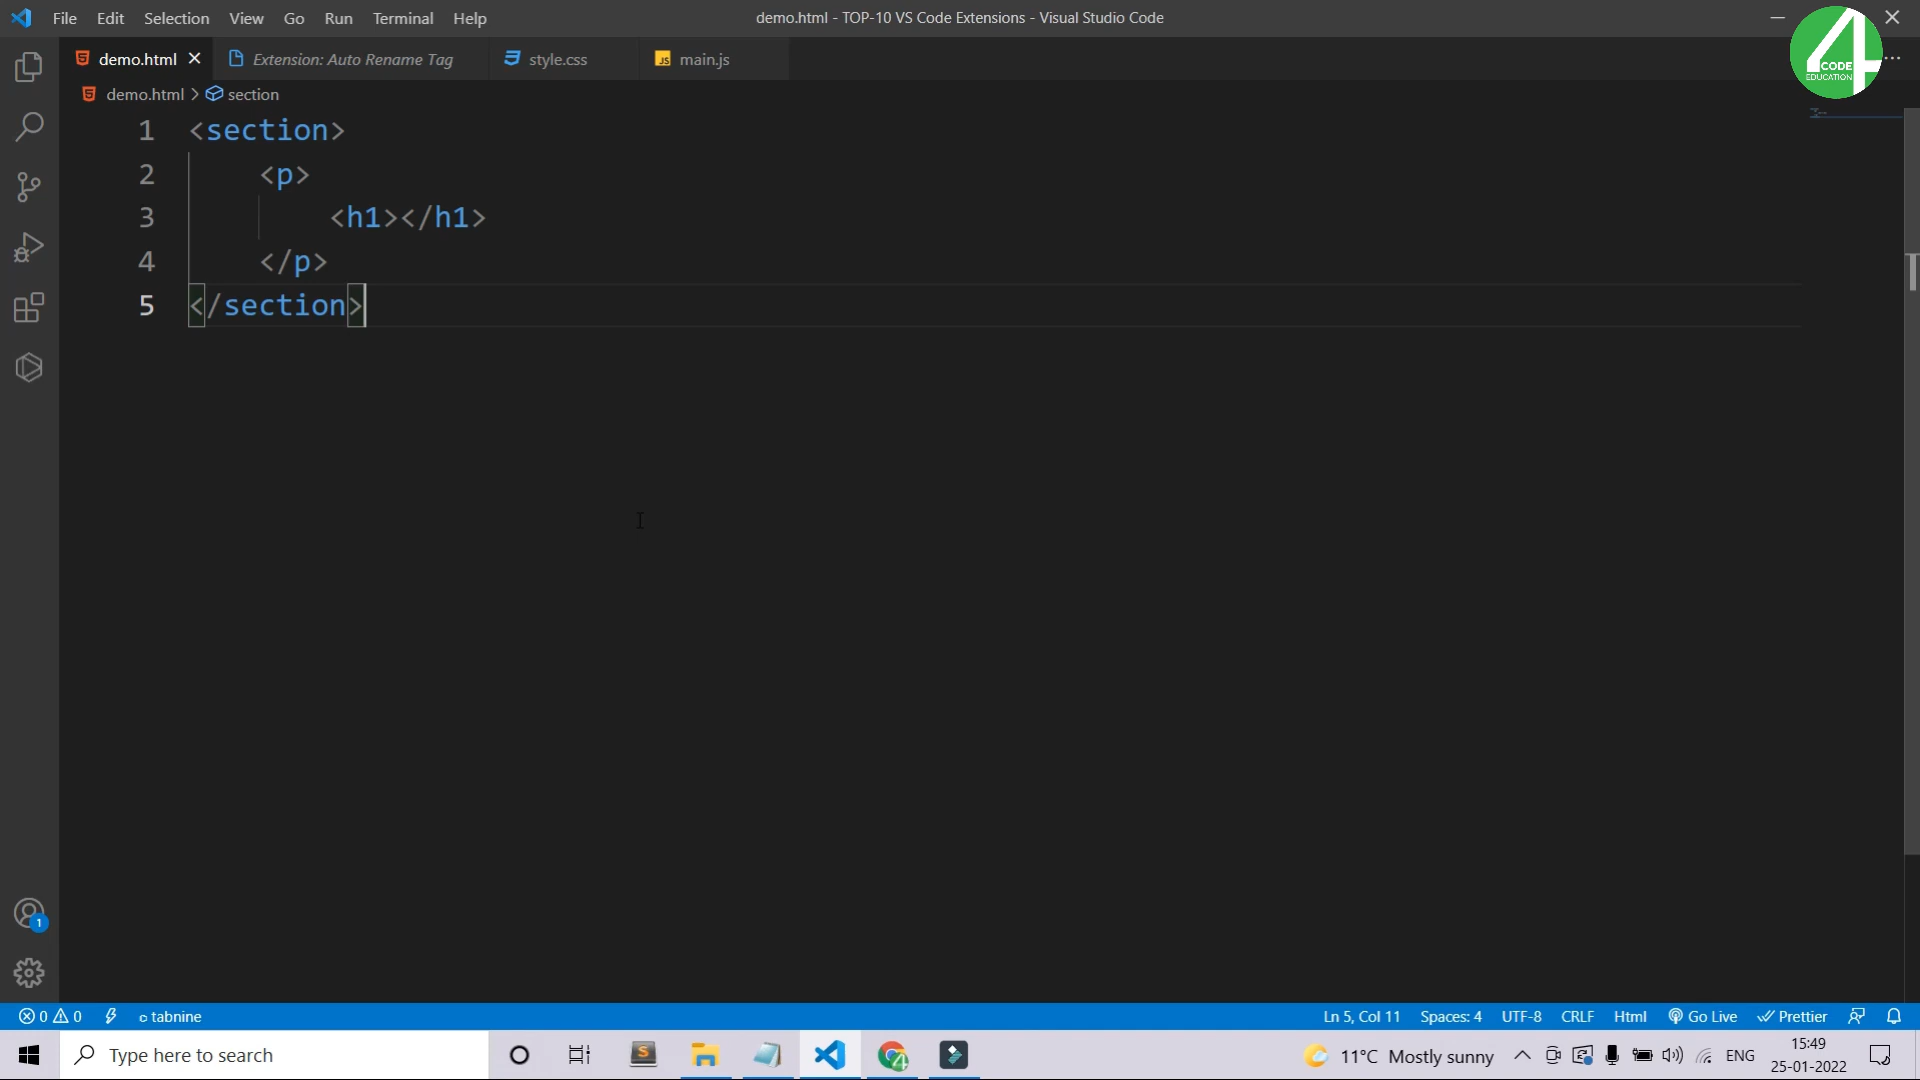 File Edit Selection View Go Run Terminal Help
demo.html - TOP-10 VS Code Extensions - Visual Studio Code
4 CODE EDUCATION
demo.html Extension: Auto Rename Tag style.css JS main.js
demo.html > section
1 <section>
2 <p>
3 <h1></h1>
4 </p>
5 </section>
1
0 0 tabnine
Ln 5, Col 11 Spaces: 4 UTF-8 CRLF Html Go Live Prettier
Type here to search
11°C Mostly sunny ENG
15:49
25-01-2022